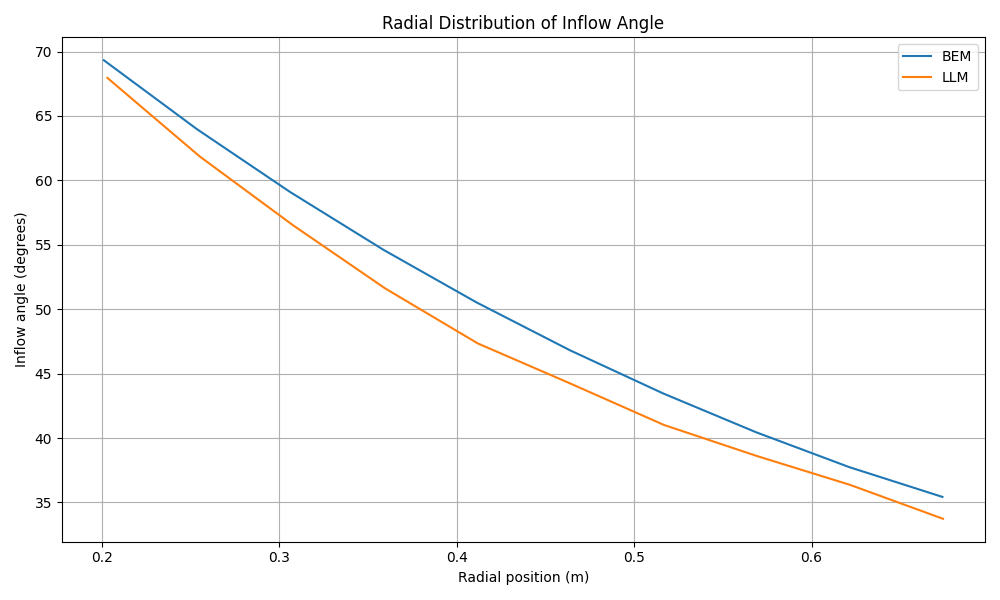 Radial Distribution of Inflow Angle
BEM
LLM
Inflow angle (degrees)
70
65
60
55
50
45
40
35
0.2
0.3
0.4
0.5
0.6
Radial position (m)